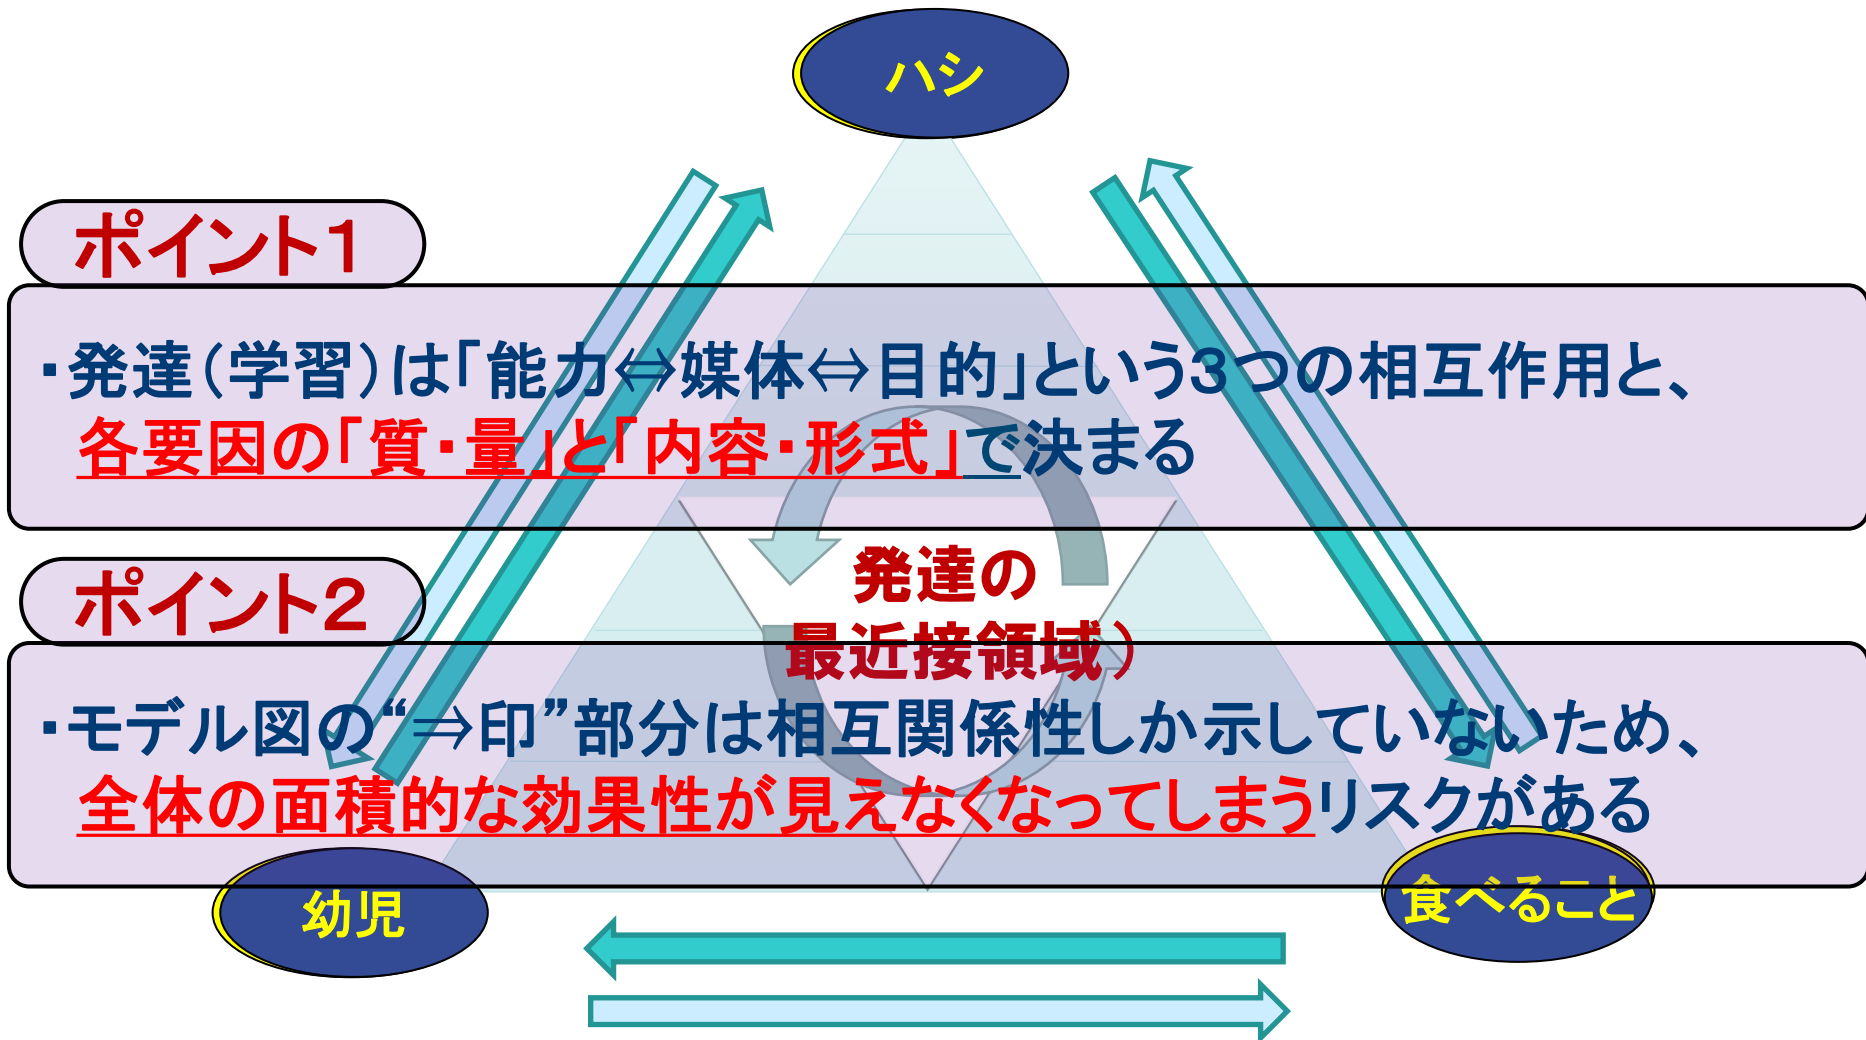 ハシ
ポイント1
・発達(学習)は「能力⇔媒体⇔目的」という3つの相互作用と、
各要因の「質・量」と「内容・形式」で決まる
発達の
最近接領域)
ポイント2
・モデル図の“⇒印”部分は相互関係性しか示していないため、
全体の面積的な効果性が見えなくなってしまうリスクがある
幼児
食べること